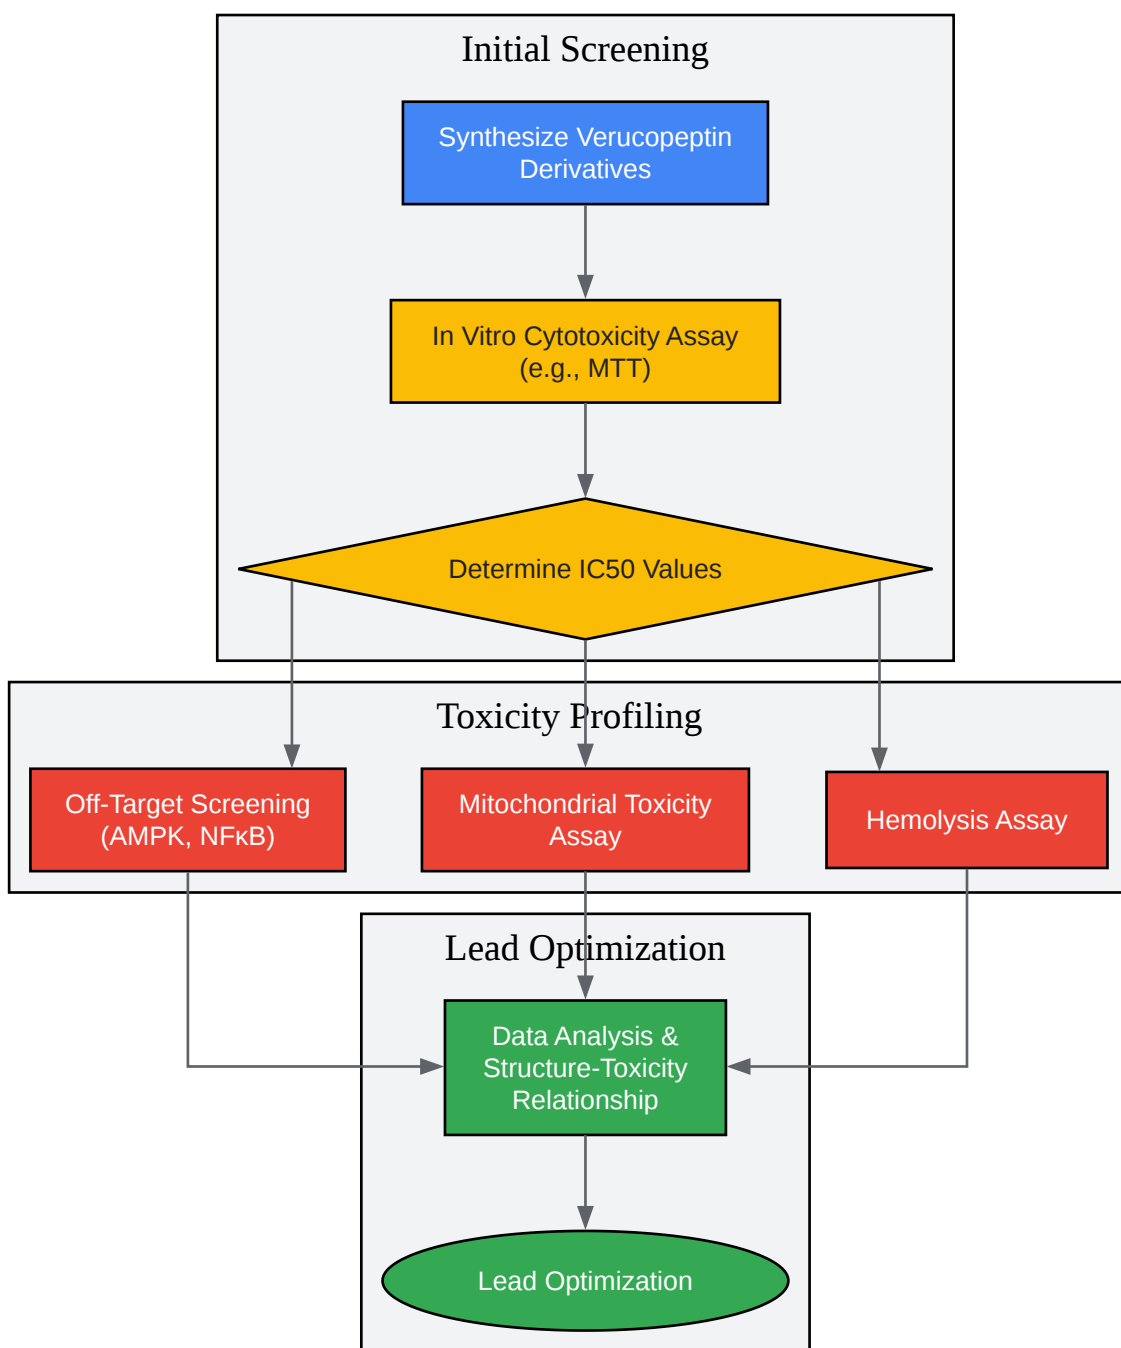 Initial Screening
Synthesize Verucopeptin
Derivatives
In Vitro Cytotoxicity Assay
(e.g., MTT)
Determine IC50 Values
Toxicity Profiling
Off-Target Screening
(AMPK, NFκB)
Mitochondrial Toxicity
Assay
Hemolysis Assay
Lead Optimization
Data Analysis &
Structure-Toxicity
Relationship
Lead Optimization